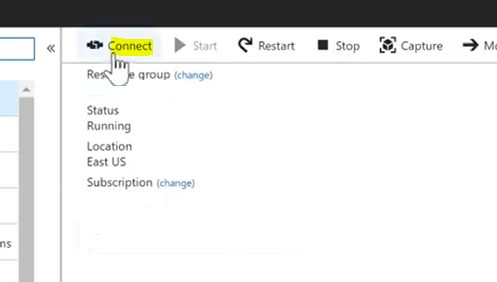 « Connect Start Restart Stop Capture
group (change)
Status
Running
Location
East US
Subscription (change)